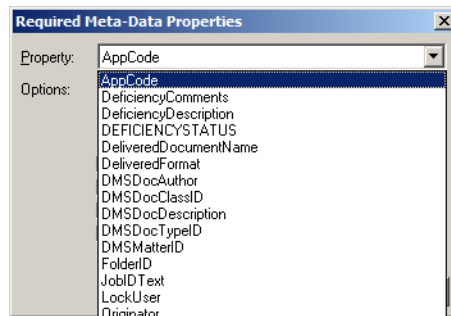 Required Meta-Data Properties
Property: AppCode
Options:
AppCode
DeficiencyComments
DeficiencyDescription
DEFICIENCYSTATUS
DeliveredDocumentName
DeliveredFormat
DMSDocAuthor
DMSDocClassID
DMSDocDescription
DMSDocTypeID
DMSMatterID
FolderID
JobIDText
LockUser
Originator